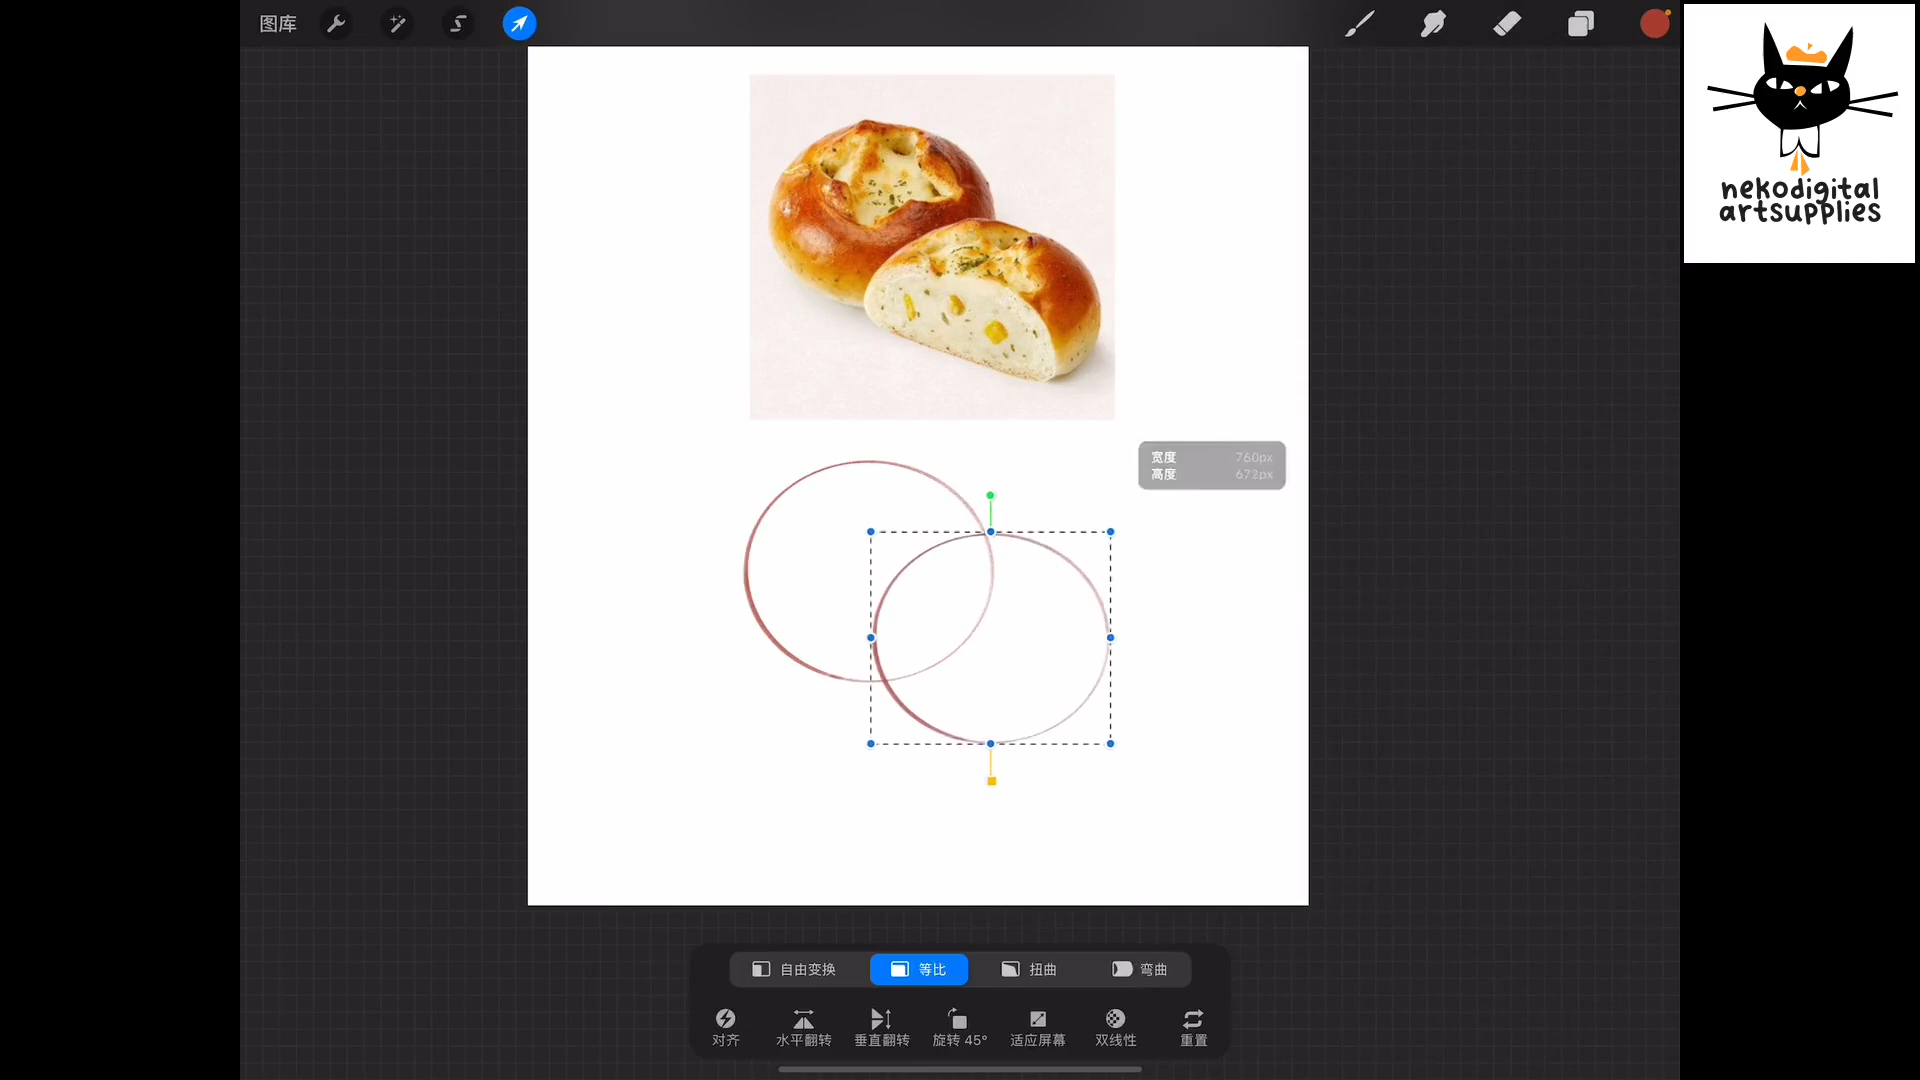 图库
nekodigital
artsupplies
宽度 760px
高度 672px
自由变换 等比 扭曲 弯曲
对齐 水平翻转 垂直翻转 旋转 45° 适应屏幕 双线性 重置